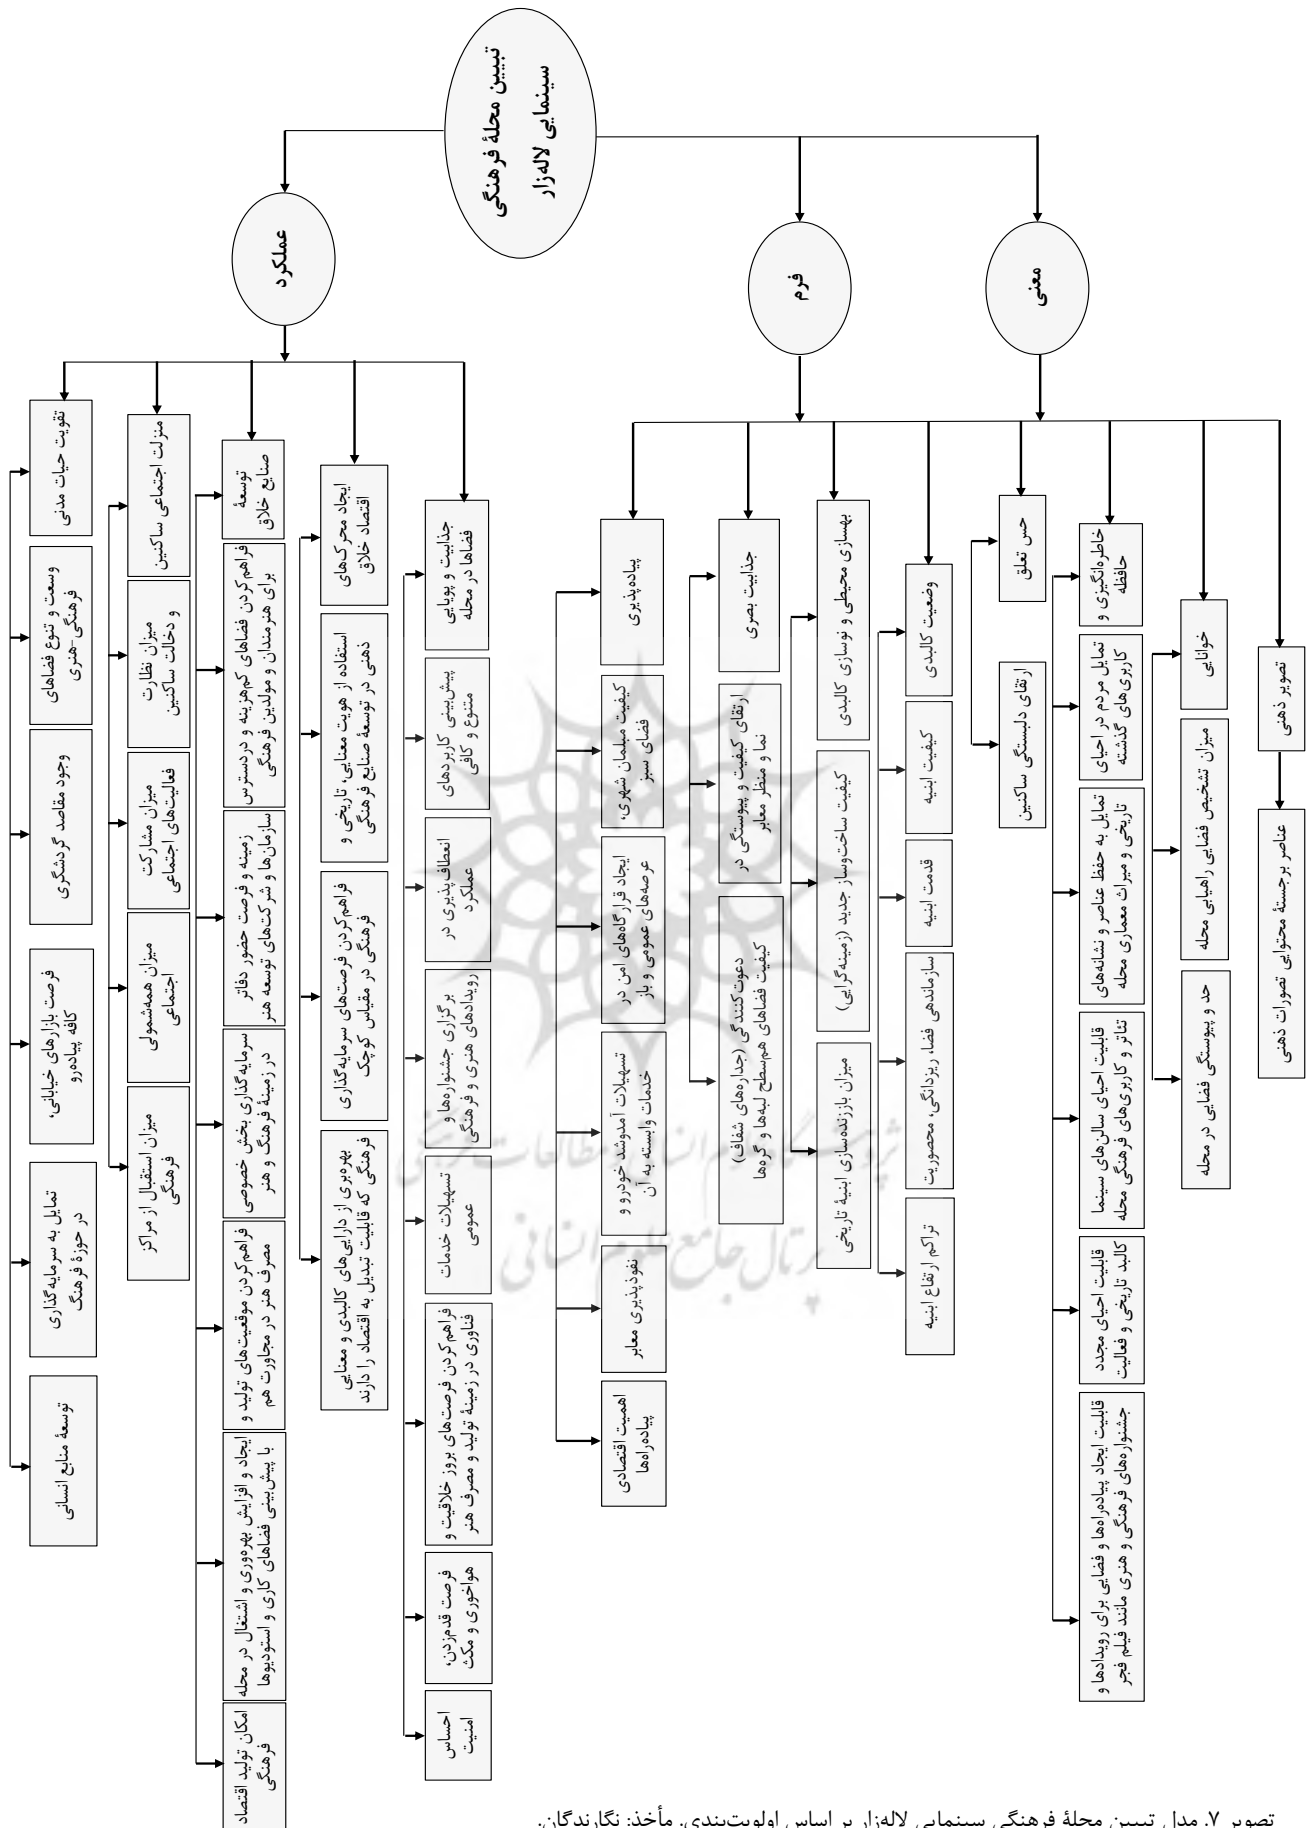 تبیین محلهٔ فرهنگی
سینمایی لاله‌زار
معنی
فرم
عملکرد
تصویر ذهنی
عناصر برجستهٔ محتوایی تصورات ذهنی
خوانایی
میزان تشخیص فضایی راهیابی محله
حد و پیوستگی فضایی در محله
خاطره‌انگیزی و
حافظه
تمایل مردم در احیای
کاربری‌های گذشته
تمایل به حفظ عناصر و نشانه‌های
تاریخی و میراث معماری محله
قابلیت احیای سالن‌های سینما
تئاتر و کاربری‌های فرهنگی محله
قابلیت احیای مجدد
کالبد تاریخی و فعالیت
قابلیت ایجاد پیاده‌راه‌ها و فضایی برای رویدادها و
جشنواره‌های فرهنگی و هنری مانند فیلم فجر
حس تعلق
ارتقای دلبستگی ساکنین
وضعیت کالبدی
کیفیت ابنیه
قدمت ابنیه
سازماندهی فضا، ریزدانگی، محصوریت
تراکم ارتفاع ابنیه
بهسازی محیطی و نوسازی کالبدی
کیفیت ساخت‌وساز جدید (زمینه‌گرایی)
میزان باززنده‌سازی ابنیهٔ تاریخی
جذابیت بصری
ارتقای کیفیت و پیوستگی در
نما و منظر معابر
دعوت‌کنندگی (جداره‌های شفاف)
کیفیت فضاهای هم‌سطح لبه‌ها و گره‌ها
پیاده‌پذیری
کیفیت مبلمان شهری،
فضای سبز
ایجاد قرارگاه‌های امن در
عرصه‌های عمومی و باز
تسهیلات آمدوشد خودرو و
خدمات وابسته به آن
نفوذپذیری معابر
اهمیت اقتصادی
پیاده‌راه‌ها
جذابیت و پویایی
فضاها در محله
پیش‌بینی کاربردهای
متنوع و کافی
انعطاف‌پذیری در
عملکرد
برگزاری جشنواره‌ها و
رویدادهای هنری و فرهنگی
تسهیلات خدمات
عمومی
فراهم‌کردن فرصت‌های بروز خلاقیت و
فناوری در زمینهٔ تولید و مصرف هنر
فرصت قدم‌زدن،
هواخوری و مکث
احساس
امنیت
ایجاد محرک‌های
اقتصاد خلاق
استفاده از هویت معنایی، تاریخی و
ذهنی در توسعهٔ صنایع فرهنگی
فراهم‌کردن فرصت‌های سرمایه‌گذاری
فرهنگی در مقیاس کوچک
بهره‌بری از دارایی‌های کالبدی و معنایی
فرهنگی که قابلیت تبدیل به اقتصاد را دارند
توسعهٔ
صنایع خلاق
فراهم‌کردن فضاهای کم‌هزینه و دردسترس
برای هنرمندان و مولدین فرهنگی
زمینه و فرصت حضور دفاتر
سازمان‌ها و شرکت‌های توسعه هنر
سرمایه‌گذاری بخش خصوصی
در زمینهٔ فرهنگ و هنر
فراهم‌کردن موقعیت‌های تولید و
مصرف هنر در مجاورت هم
ایجاد و افزایش بهره‌وری و اشتغال در محله
با پیش‌بینی فضاهای کاری و استودیوها
امکان تولید اقتصاد
فرهنگی
منزلت اجتماعی ساکنین
میزان نظارت
و دخالت ساکنین
میزان مشارکت
فعالیت‌های اجتماعی
میزان همه‌شمولی
اجتماعی
میزان استقبال از مراکز
فرهنگی
تقویت حیات مدنی
وسعت و تنوع فضاهای
فرهنگی-هنری
وجود مقاصد گردشگری
فرصت بازارهای خیابانی،
کافه پیاده‌رو
تمایل به سرمایه‌گذاری
در حوزهٔ فرهنگ
توسعهٔ منابع انسانی
پژوهشگاه علوم انسانی و مطالعات فرهنگی
پرتال جامع علوم انسانی
تصویر ۷. مدل تبیین محلهٔ فرهنگی سینمایی لاله‌زار بر اساس اولویت‌بندی. مأخذ: نگارندگان.